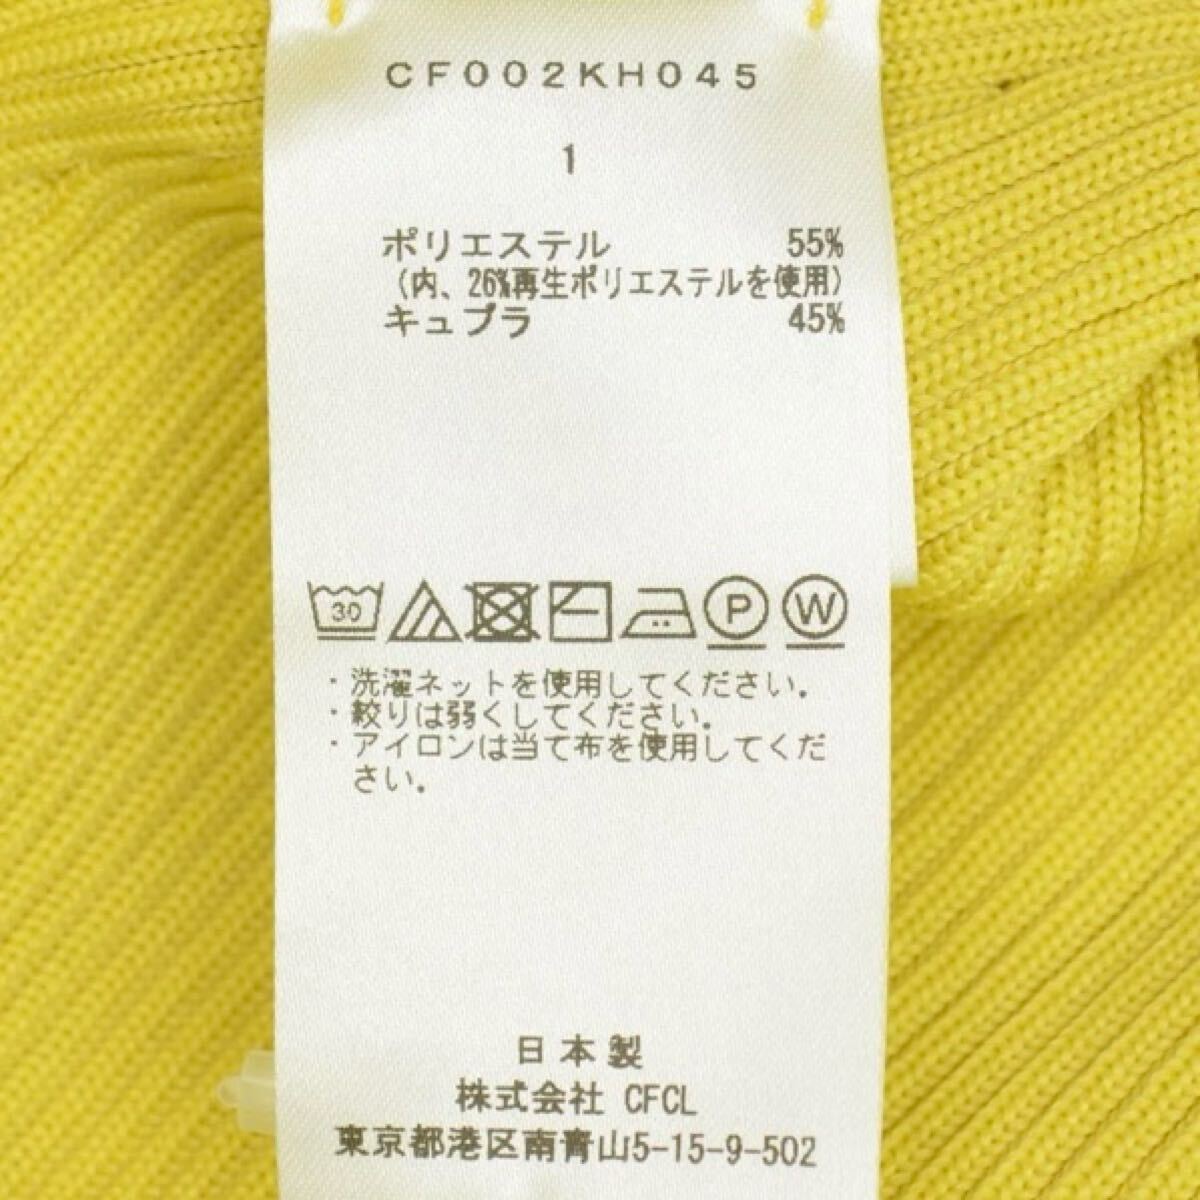 CF002KH045
1
ポリエステル 55%
(内、26%再生ポリエステルを使用)
キュプラ 45%
30 P W
・洗濯ネットを使用してください。
・絞りは弱くしてください。
・アイロンは当て布を使用してくだ
さい。
日本製
株式会社 CFCL
東京都港区南青山5-15-9-502